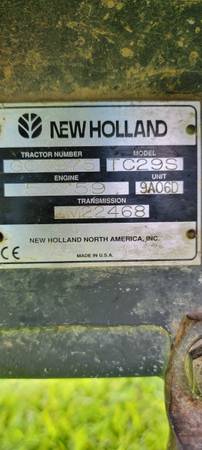 NEW HOLLAND
TRACTOR NUMBER MODEL
TC29S
ENGINE UNIT
9A06D
TRANSMISSION
22468
NEW HOLLAND NORTH AMERICA, INC.
CE MADE IN U.S.A.